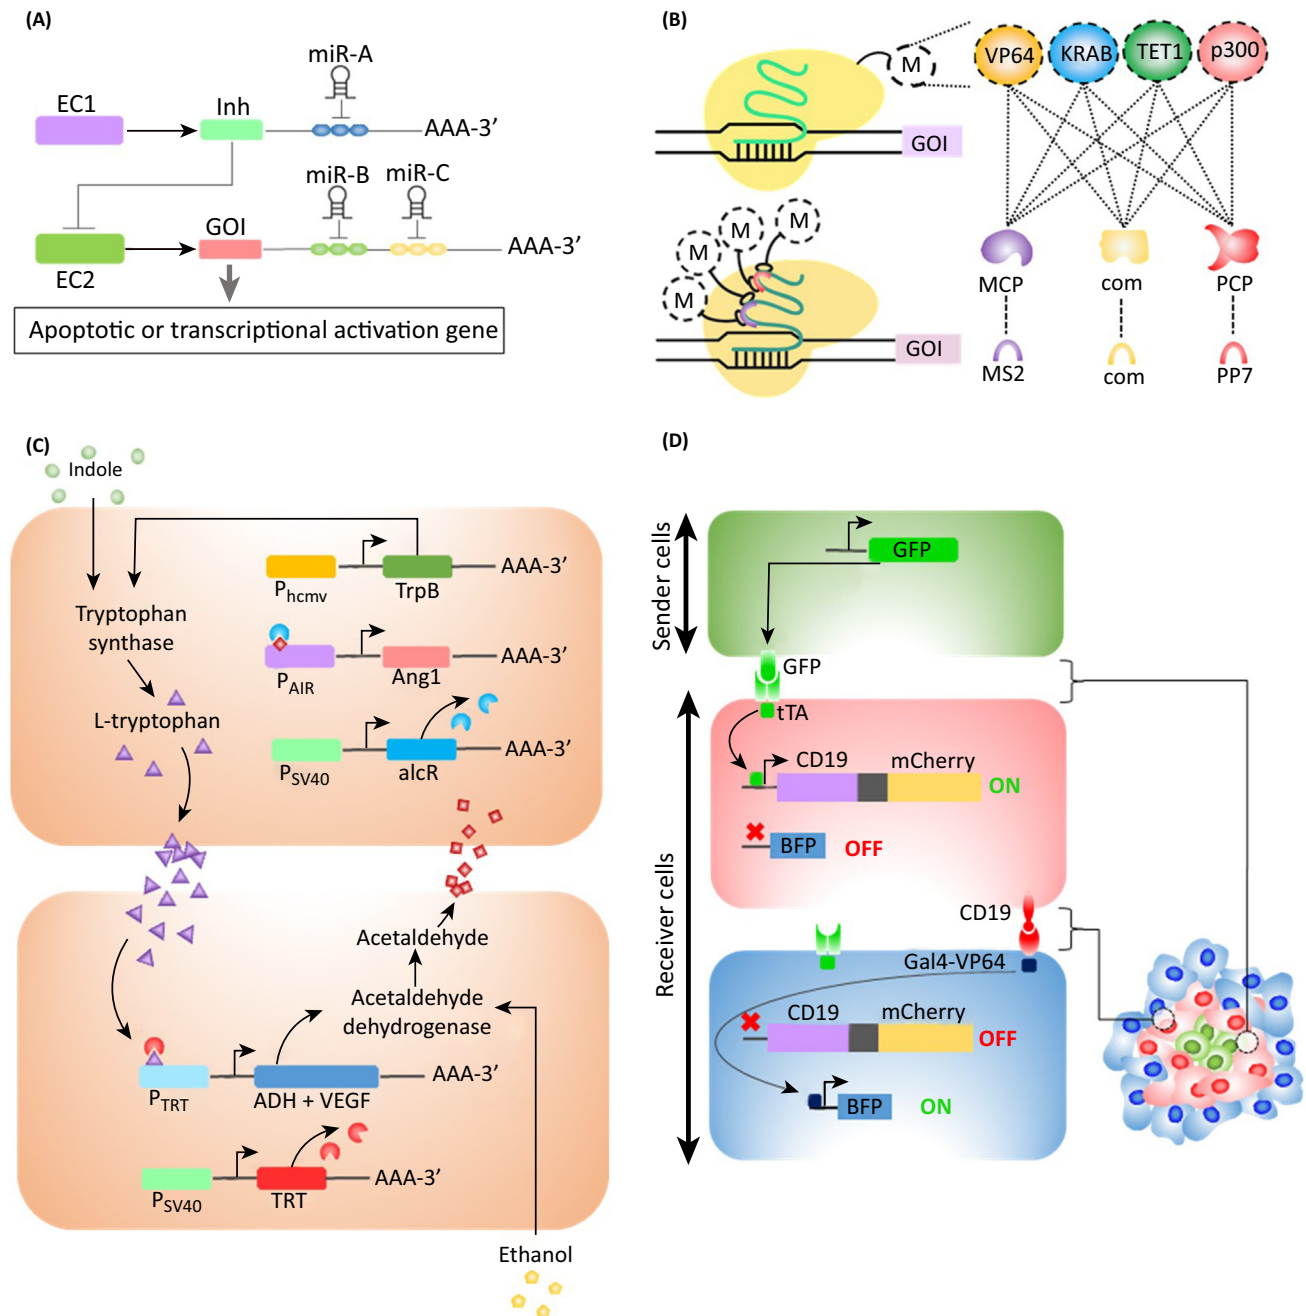 (A)
miR-A
EC1
Inh
AAA-3’
miR-B
miR-C
GOI
AAA-3’
EC2
Apoptotic or transcriptional activation gene
(B)
M
VP64
KRAB
TET1
p300
GOI
M
M
M
M
GOI
MCP
com
PCP
MS2
com
PP7
(C)
Indole
AAA-3’
Phcmv
TrpB
Tryptophan
synthase
AAA-3’
PAIR
Ang1
L-tryptophan
AAA-3’
PSV40
alcR
Acetaldehyde
Acetaldehyde
dehydrogenase
AAA-3’
PTRT
ADH + VEGF
AAA-3’
PSV40
TRT
Ethanol
(D)
Sender cells
GFP
GFP
tTA
Receiver cells
CD19
mCherry
ON
BFP
OFF
CD19
Gal4-VP64
CD19
mCherry
OFF
BFP
ON